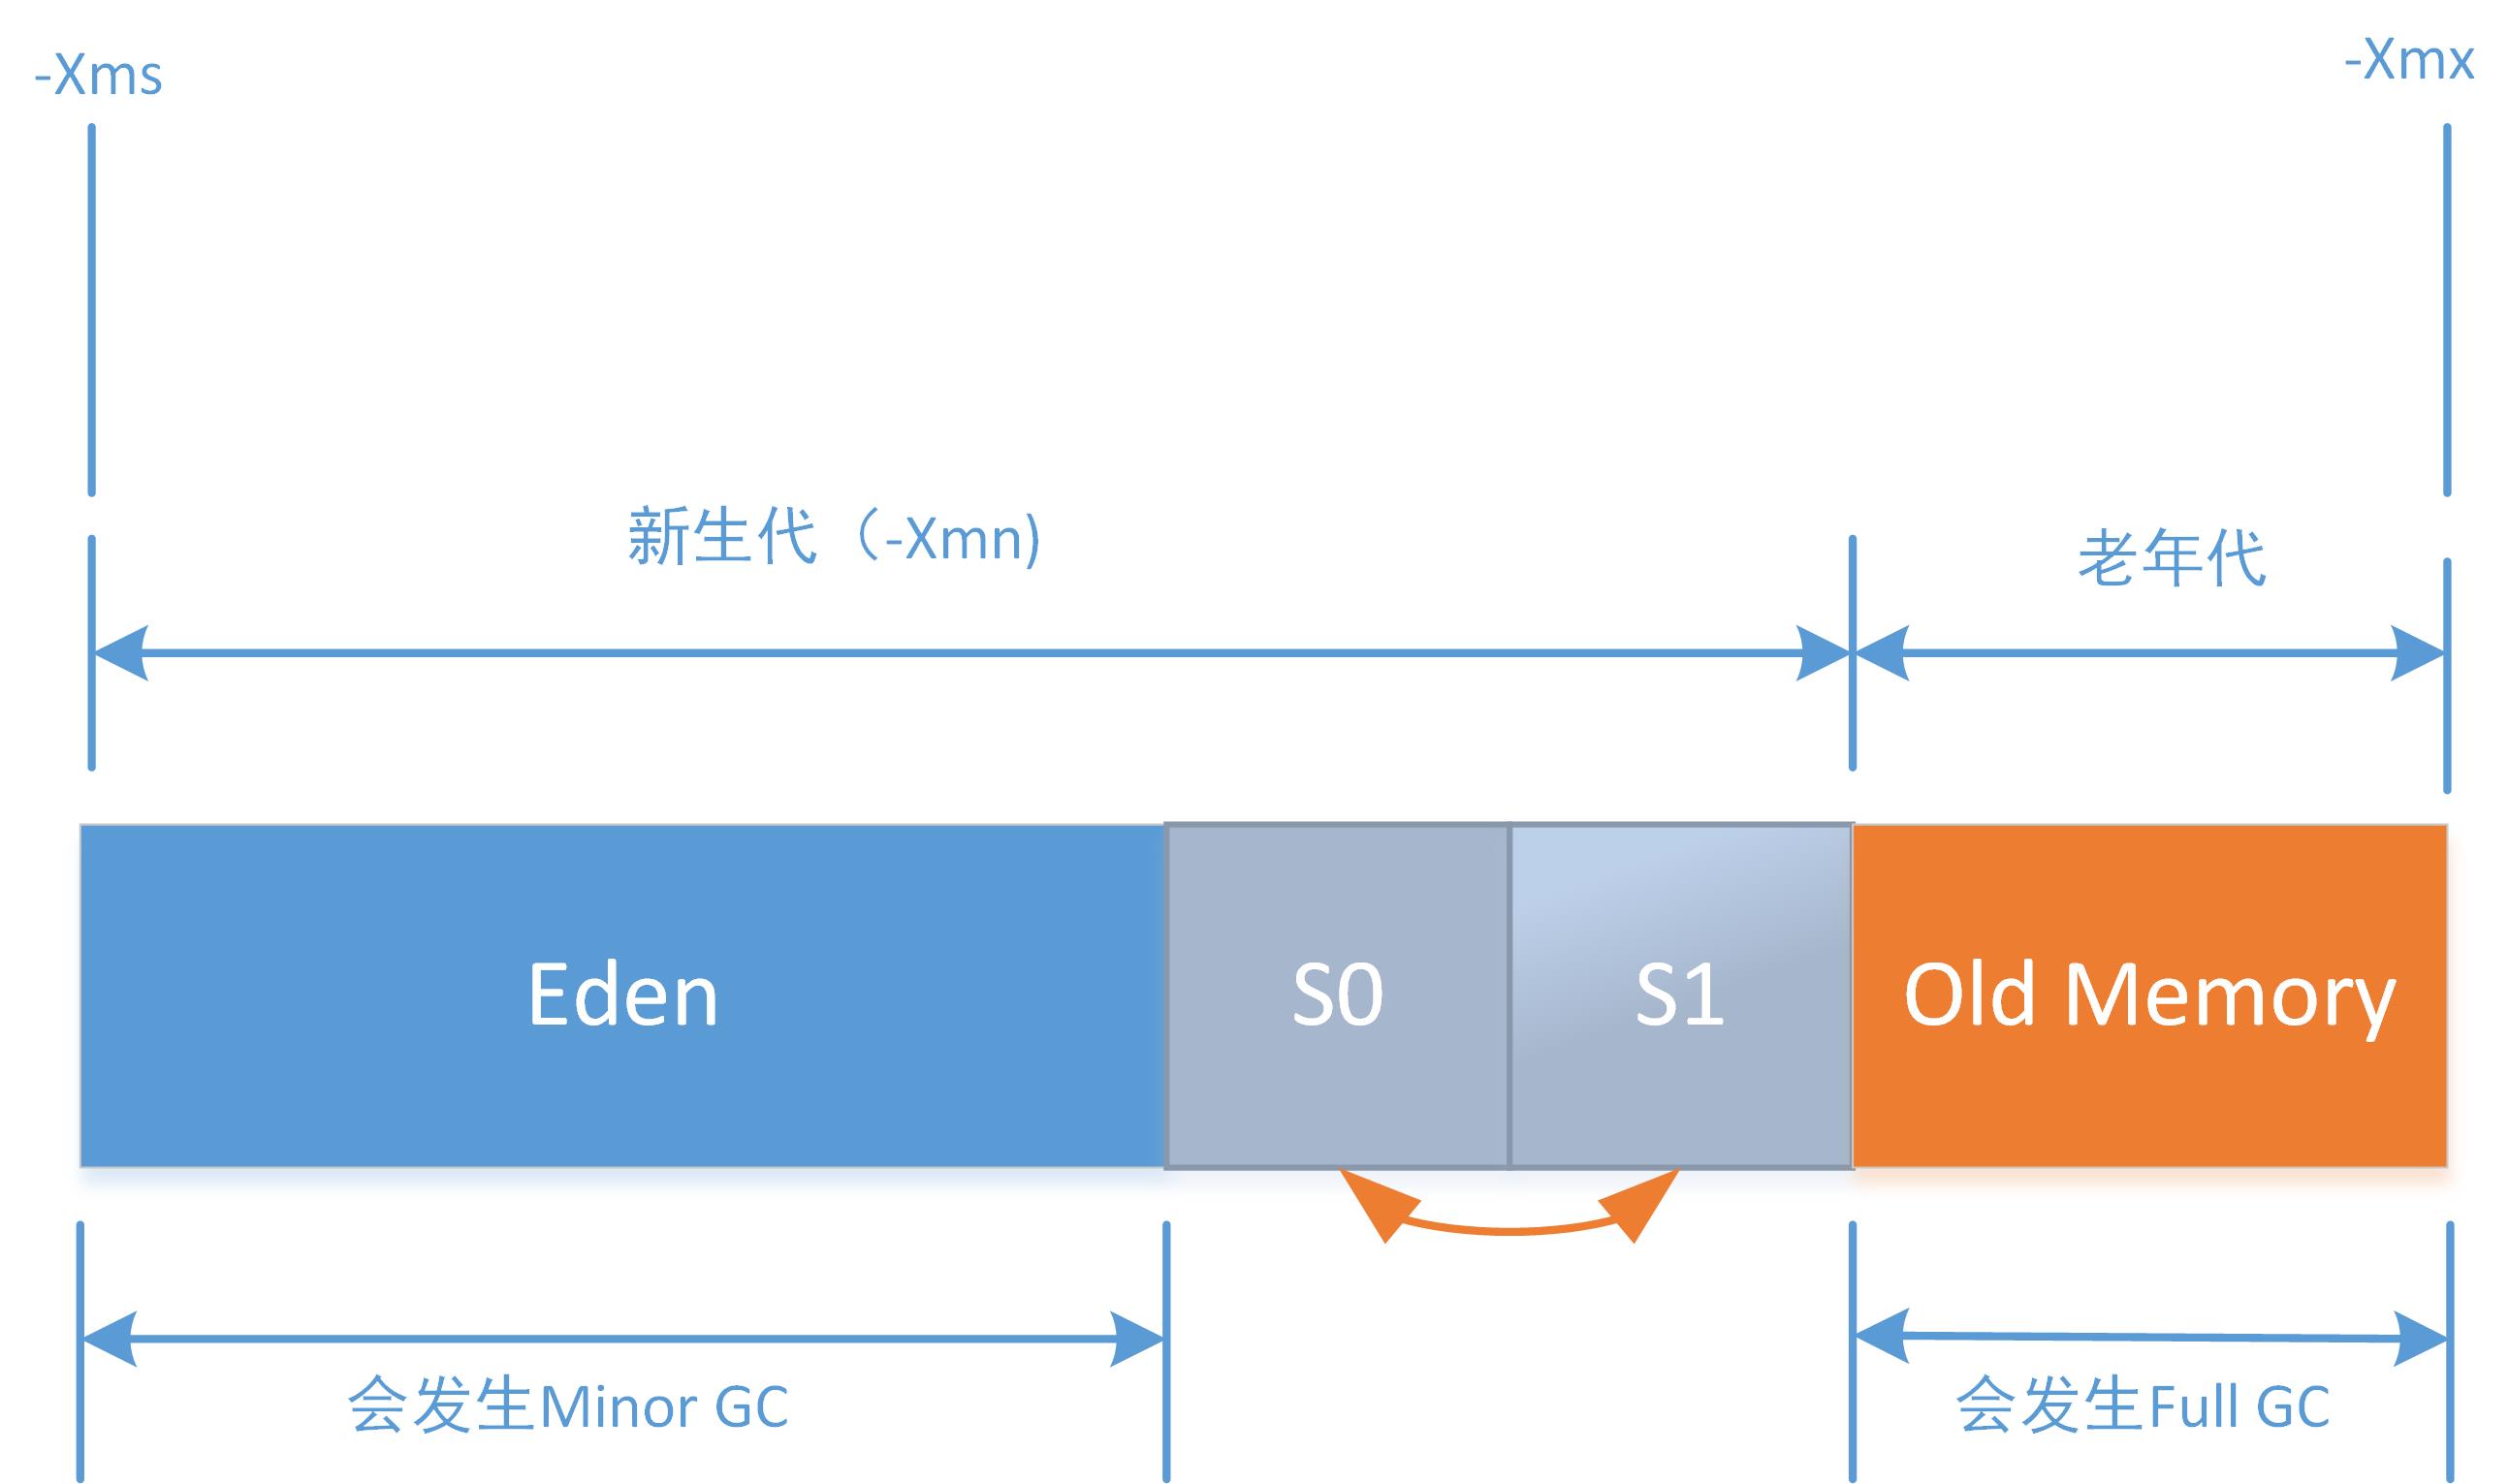 -Xms
-Xmx
新生代（-Xmn)
老年代
Eden
S0
S1
Old Memory
会发生Minor GC
会发生Full GC